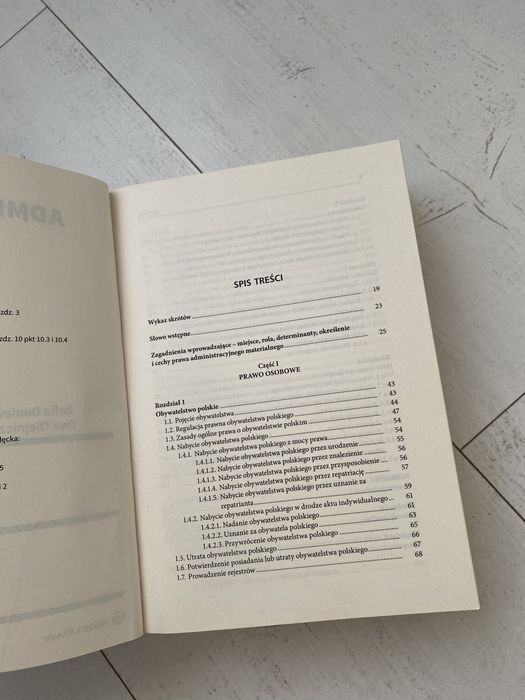 zdz. 3
zdz. 10 pkt 10.3 i 10.4
lęcka:
5
i 2
SPIS TREŚCI
Wykaz skrótów 19
Słowo wstępne 23
Zagadnienia wprowadzające – miejsce, rola, determinanty, określenie
i cechy prawa administracyjnego materialnego 25
Część I
PRAWO OSOBOWE
Rozdział 1
Obywatelstwo polskie 43
1.1. Pojęcie obywatelstwa 43
1.2. Regulacja prawna obywatelstwa polskiego 44
1.3. Zasady ogólne prawa o obywatelstwie polskim 47
1.4. Nabycie obywatelstwa polskiego 54
1.4.1. Nabycie obywatelstwa polskiego z mocy prawa 54
1.4.1.1. Nabycie obywatelstwa polskiego przez urodzenie 55
1.4.1.2. Nabycie obywatelstwa polskiego przez znalezienie 56
1.4.1.3. Nabycie obywatelstwa polskiego przez przysposobienie 56
1.4.1.4. Nabycie obywatelstwa polskiego przez repatriację 57
1.4.1.5. Nabycie obywatelstwa polskiego przez uznanie za
repatrianta 59
1.4.2. Nabycie obywatelstwa polskiego w drodze aktu indywidualnego 61
1.4.2.1. Nadanie obywatelstwa polskiego 61
1.4.2.2. Uznanie za obywatela polskiego 63
1.4.2.3. Przywrócenie obywatelstwa polskiego 65
1.5. Utrata obywatelstwa polskiego 66
1.6. Potwierdzenie posiadania lub utraty obywatelstwa polskiego 67
1.7. Prowadzenie rejestrów 68